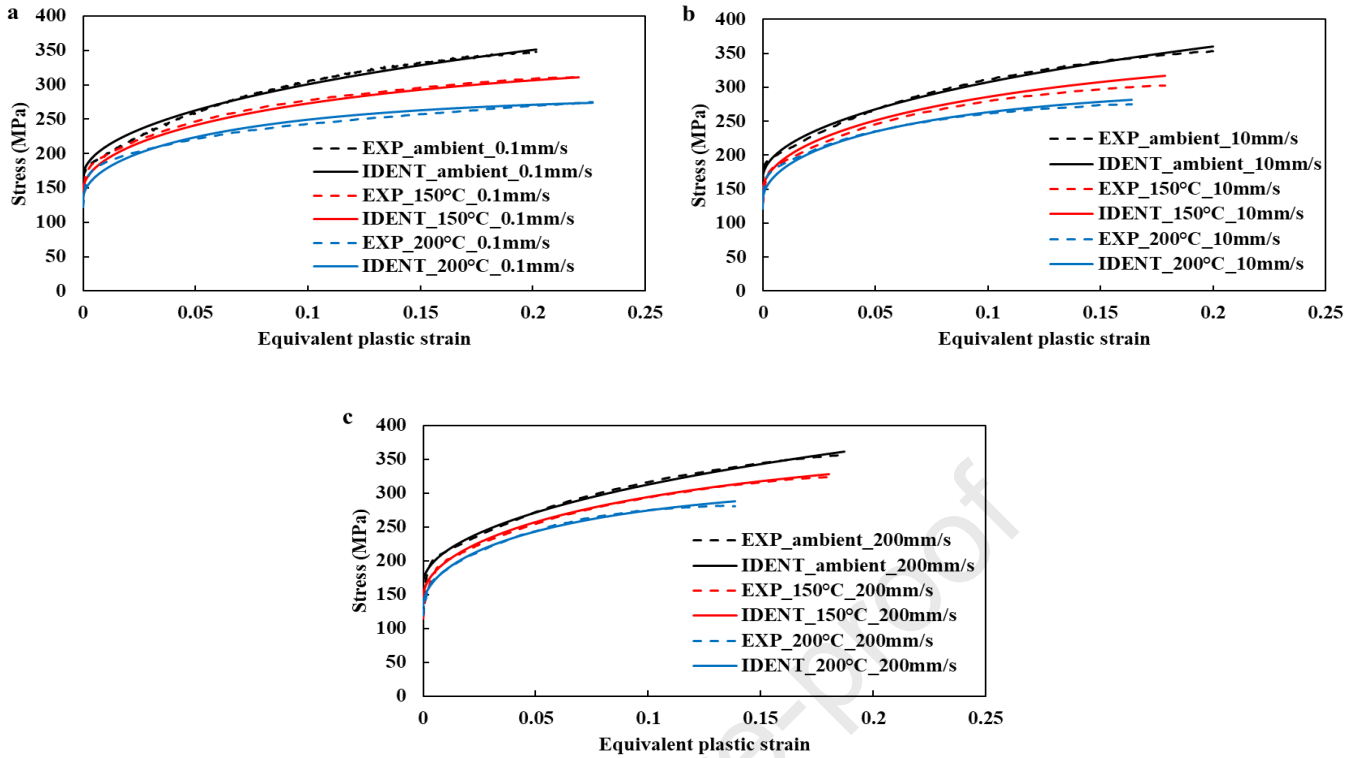 a
400
350
300
250
200
150
100
50
0
Stress (MPa)
EXP_ambient_0.1mm/s
IDENT_ambient_0.1mm/s
EXP_150°C_0.1mm/s
IDENT_150°C_0.1mm/s
EXP_200°C_0.1mm/s
IDENT_200°C_0.1mm/s
0 0.05 0.1 0.15 0.2 0.25
Equivalent plastic strain
b
400
350
300
250
200
150
100
50
0
Stress (MPa)
EXP_ambient_10mm/s
IDENT_ambient_10mm/s
EXP_150°C_10mm/s
IDENT_150°C_10mm/s
EXP_200°C_10mm/s
IDENT_200°C_10mm/s
0 0.05 0.1 0.15 0.2 0.25
Equivalent plastic strain
c
400
350
300
250
200
150
100
50
0
Stress (MPa)
EXP_ambient_200mm/s
IDENT_ambient_200mm/s
EXP_150°C_200mm/s
IDENT_150°C_200mm/s
EXP_200°C_200mm/s
IDENT_200°C_200mm/s
0 0.05 0.1 0.15 0.2 0.25
Equivalent plastic strain
e-proof